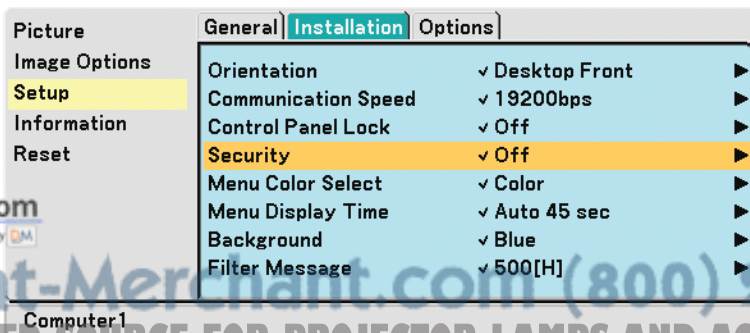 Picture
Image Options
Setup
Information
Reset
General Installation Options
Orientation ✓ Desktop Front ▶
Communication Speed ✓ 19200bps ▶
Control Panel Lock ✓ Off ▶
Security ✓ Off ▶
Menu Color Select ✓ Color ▶
Menu Display Time ✓ Auto 45 sec ▶
Background ✓ Blue ▶
Filter Message ✓ 500[H] ▶
om
y DM
t-Merchant.com (800)
Computer1
FOR PROJECTOR LAMPS AND